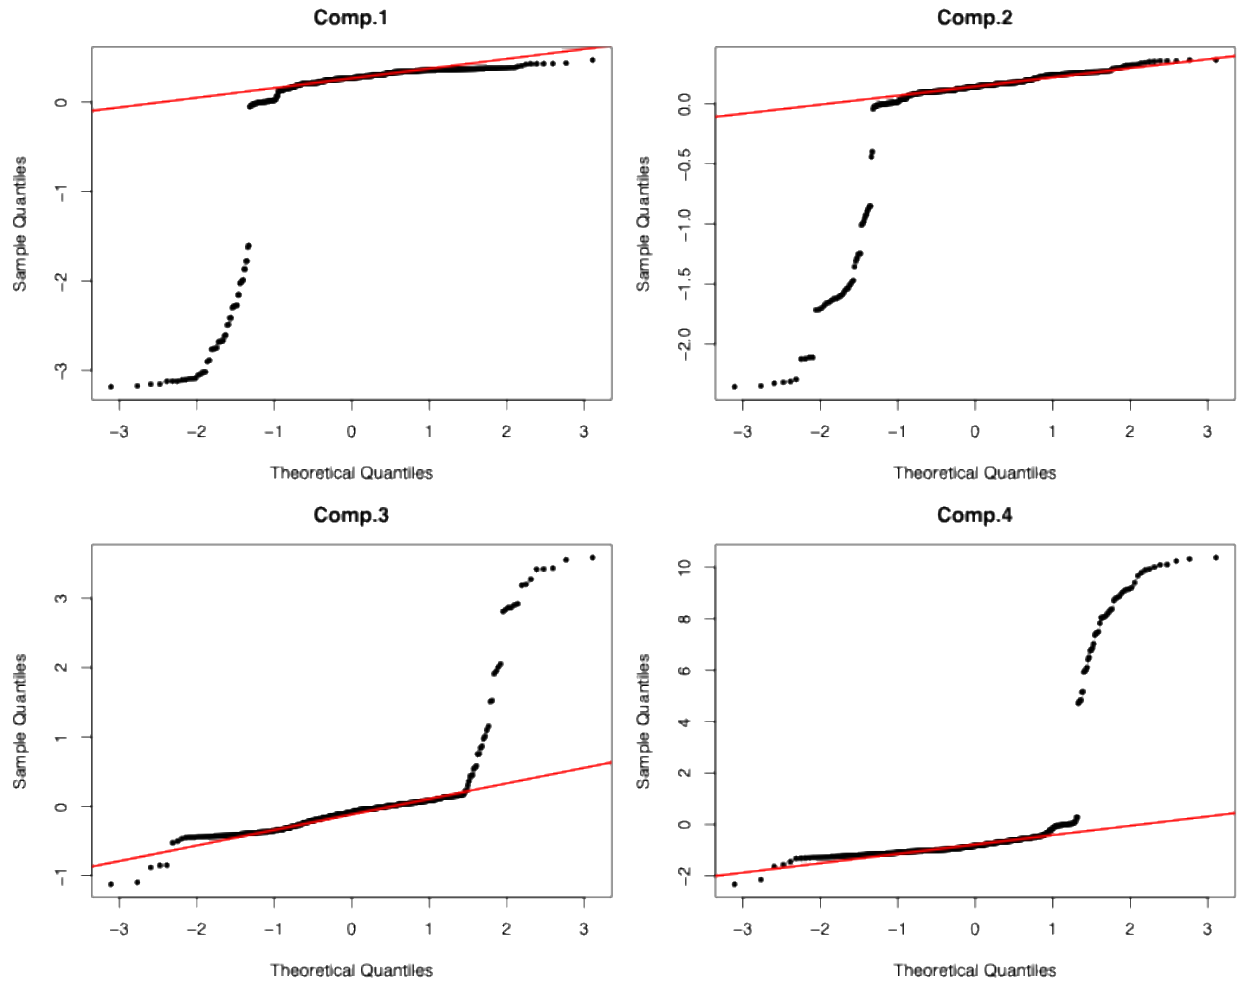 Comp.1
Sample Quantiles
0
−1
−2
−3
−3 −2 −1 0 1 2 3
Theoretical Quantiles
Comp.2
Sample Quantiles
0.0
−0.5
−1.0
−1.5
−2.0
−3 −2 −1 0 1 2 3
Theoretical Quantiles
Comp.3
Sample Quantiles
3
2
1
0
−1
−3 −2 −1 0 1 2 3
Theoretical Quantiles
Comp.4
Sample Quantiles
10
8
6
4
2
0
−2
−3 −2 −1 0 1 2 3
Theoretical Quantiles